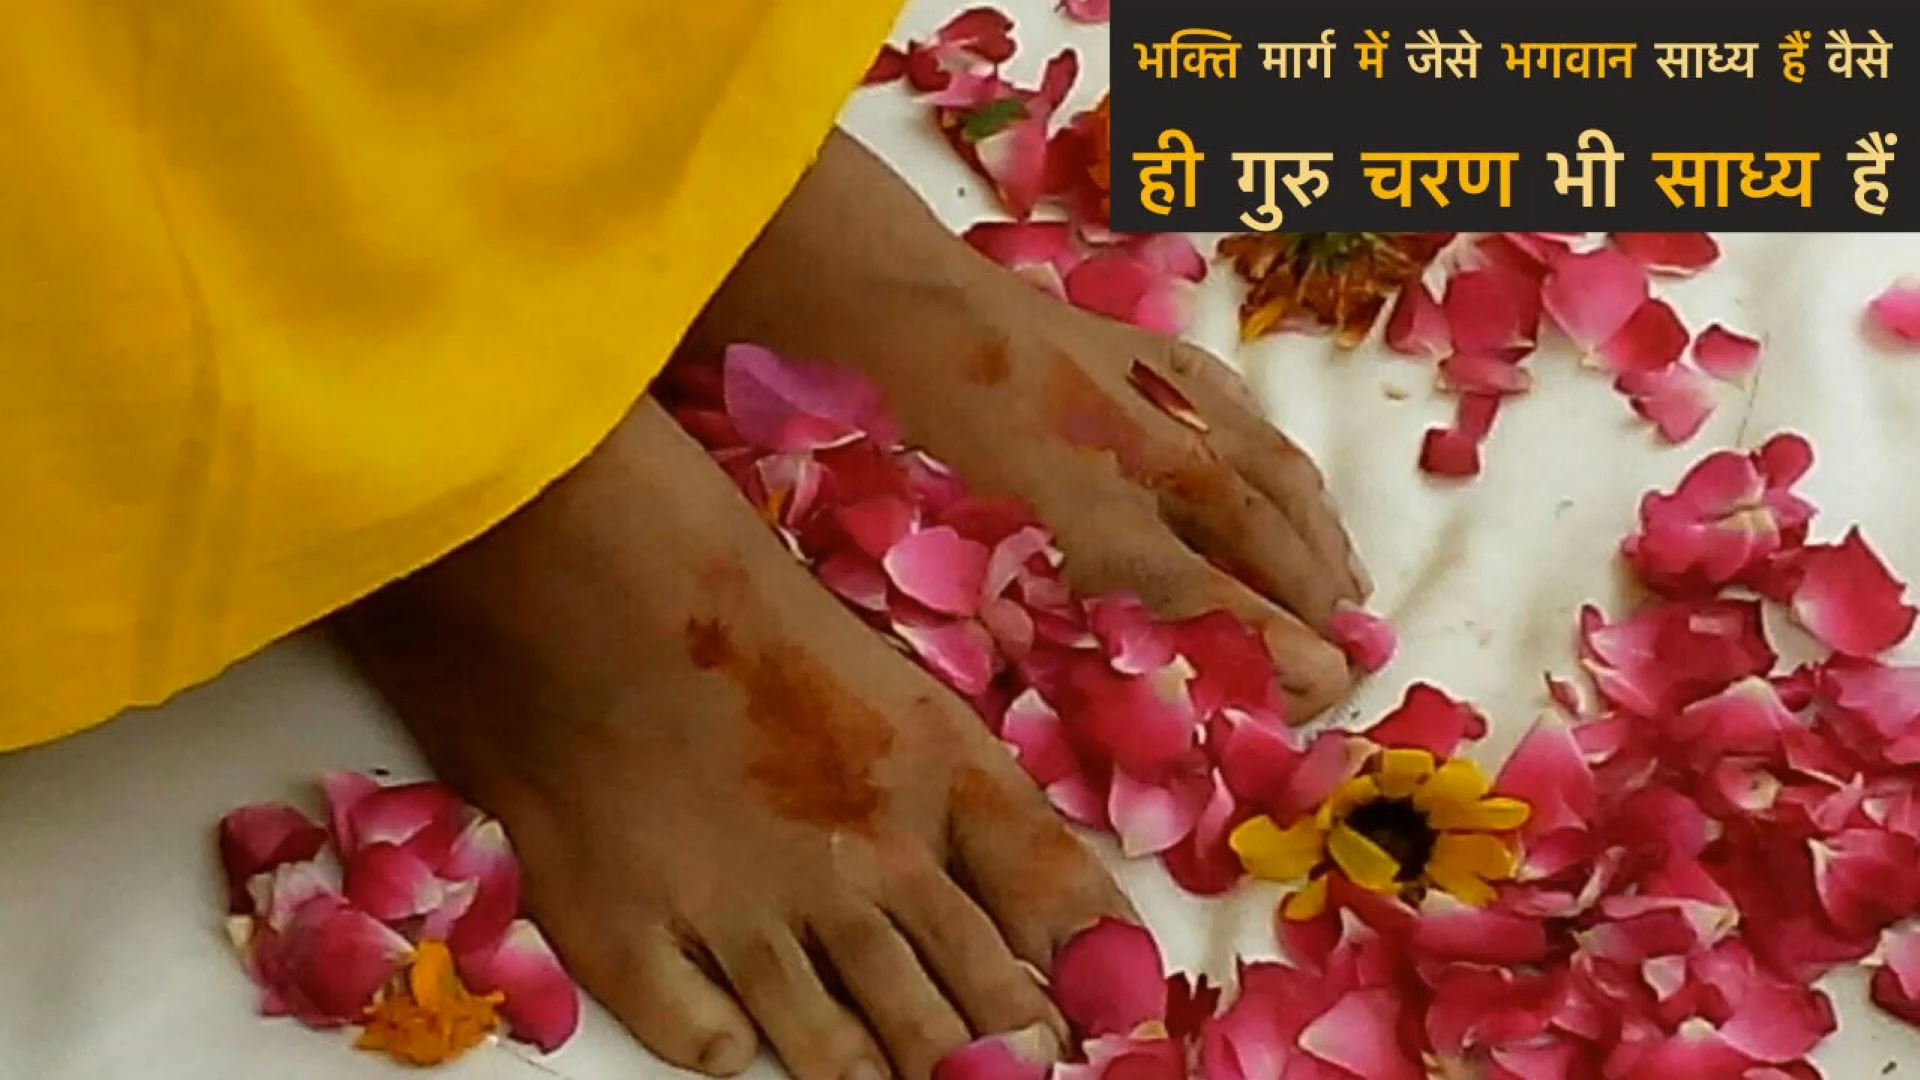 भक्ति मार्ग में जैसे भगवान साध्य हैं वैसे
ही गुरु चरण भी साध्य हैं